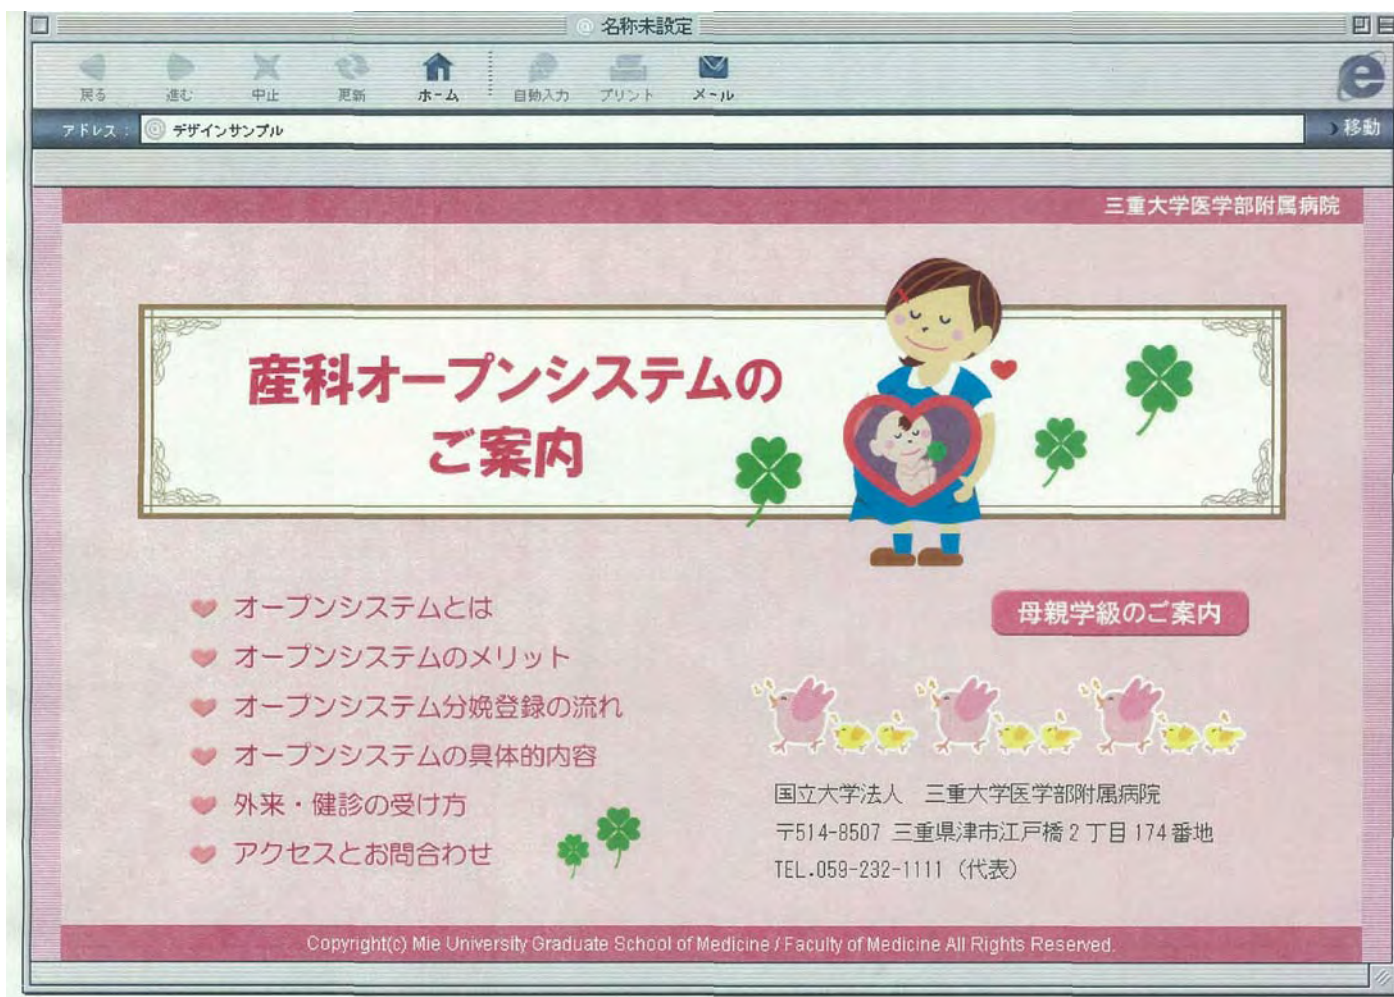 名称未設定
戻る 進む 中止 更新 ホーム 自動入力 プリント メール
アドレス： デザインサンプル 移動
三重大学医学部附属病院
産科オープンシステムの
ご案内
オープンシステムとは
オープンシステムのメリット
オープンシステム分娩登録の流れ
オープンシステムの具体的内容
外来・健診の受け方
アクセスとお問合わせ
母親学級のご案内
国立大学法人 三重大学医学部附属病院
〒514-8507 三重県津市江戸橋2丁目174番地
TEL.059-232-1111（代表）
Copyright(c) Mie University Graduate School of Medicine / Faculty of Medicine All Rights Reserved.